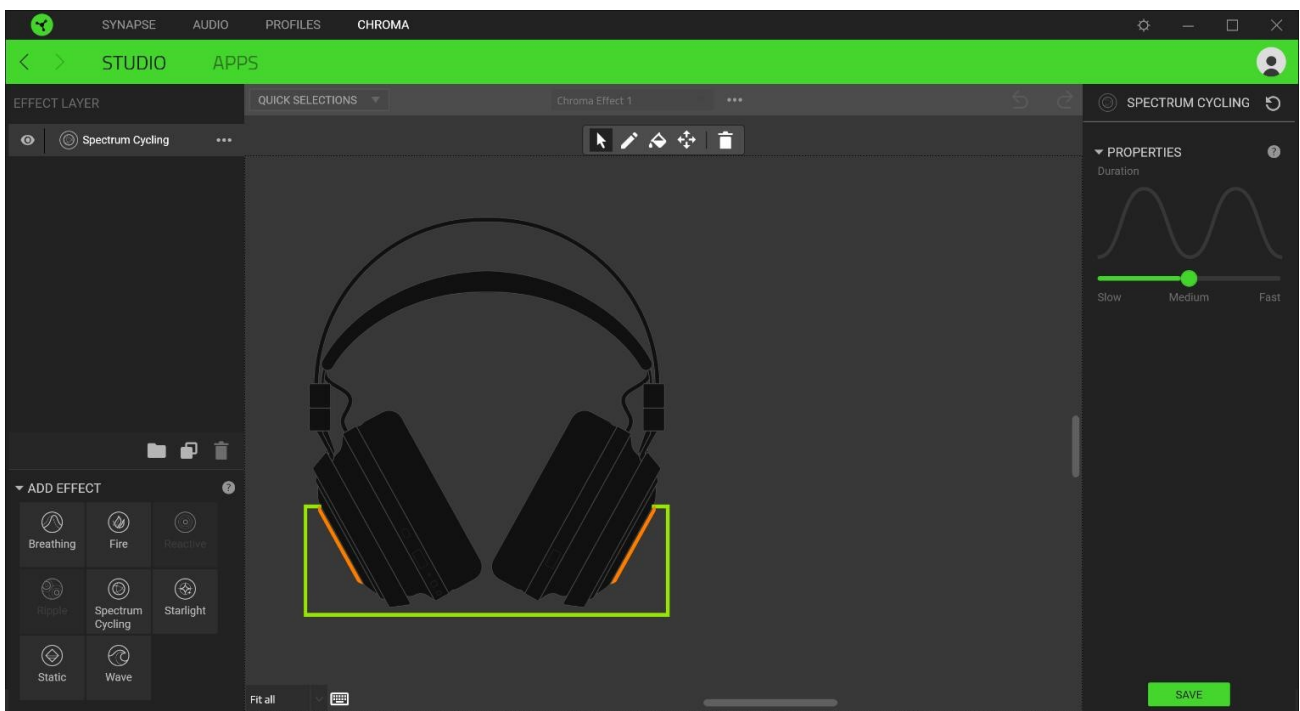 SYNAPSE AUDIO PROFILES CHROMA
STUDIO APPS
EFFECT LAYER
Spectrum Cycling
QUICK SELECTIONS
Chroma Effect 1
SPECTRUM CYCLING
PROPERTIES
Duration
Slow Medium Fast
ADD EFFECT
Breathing Fire Reactive
Ripple Spectrum Cycling Starlight
Static Wave
Fit all
SAVE